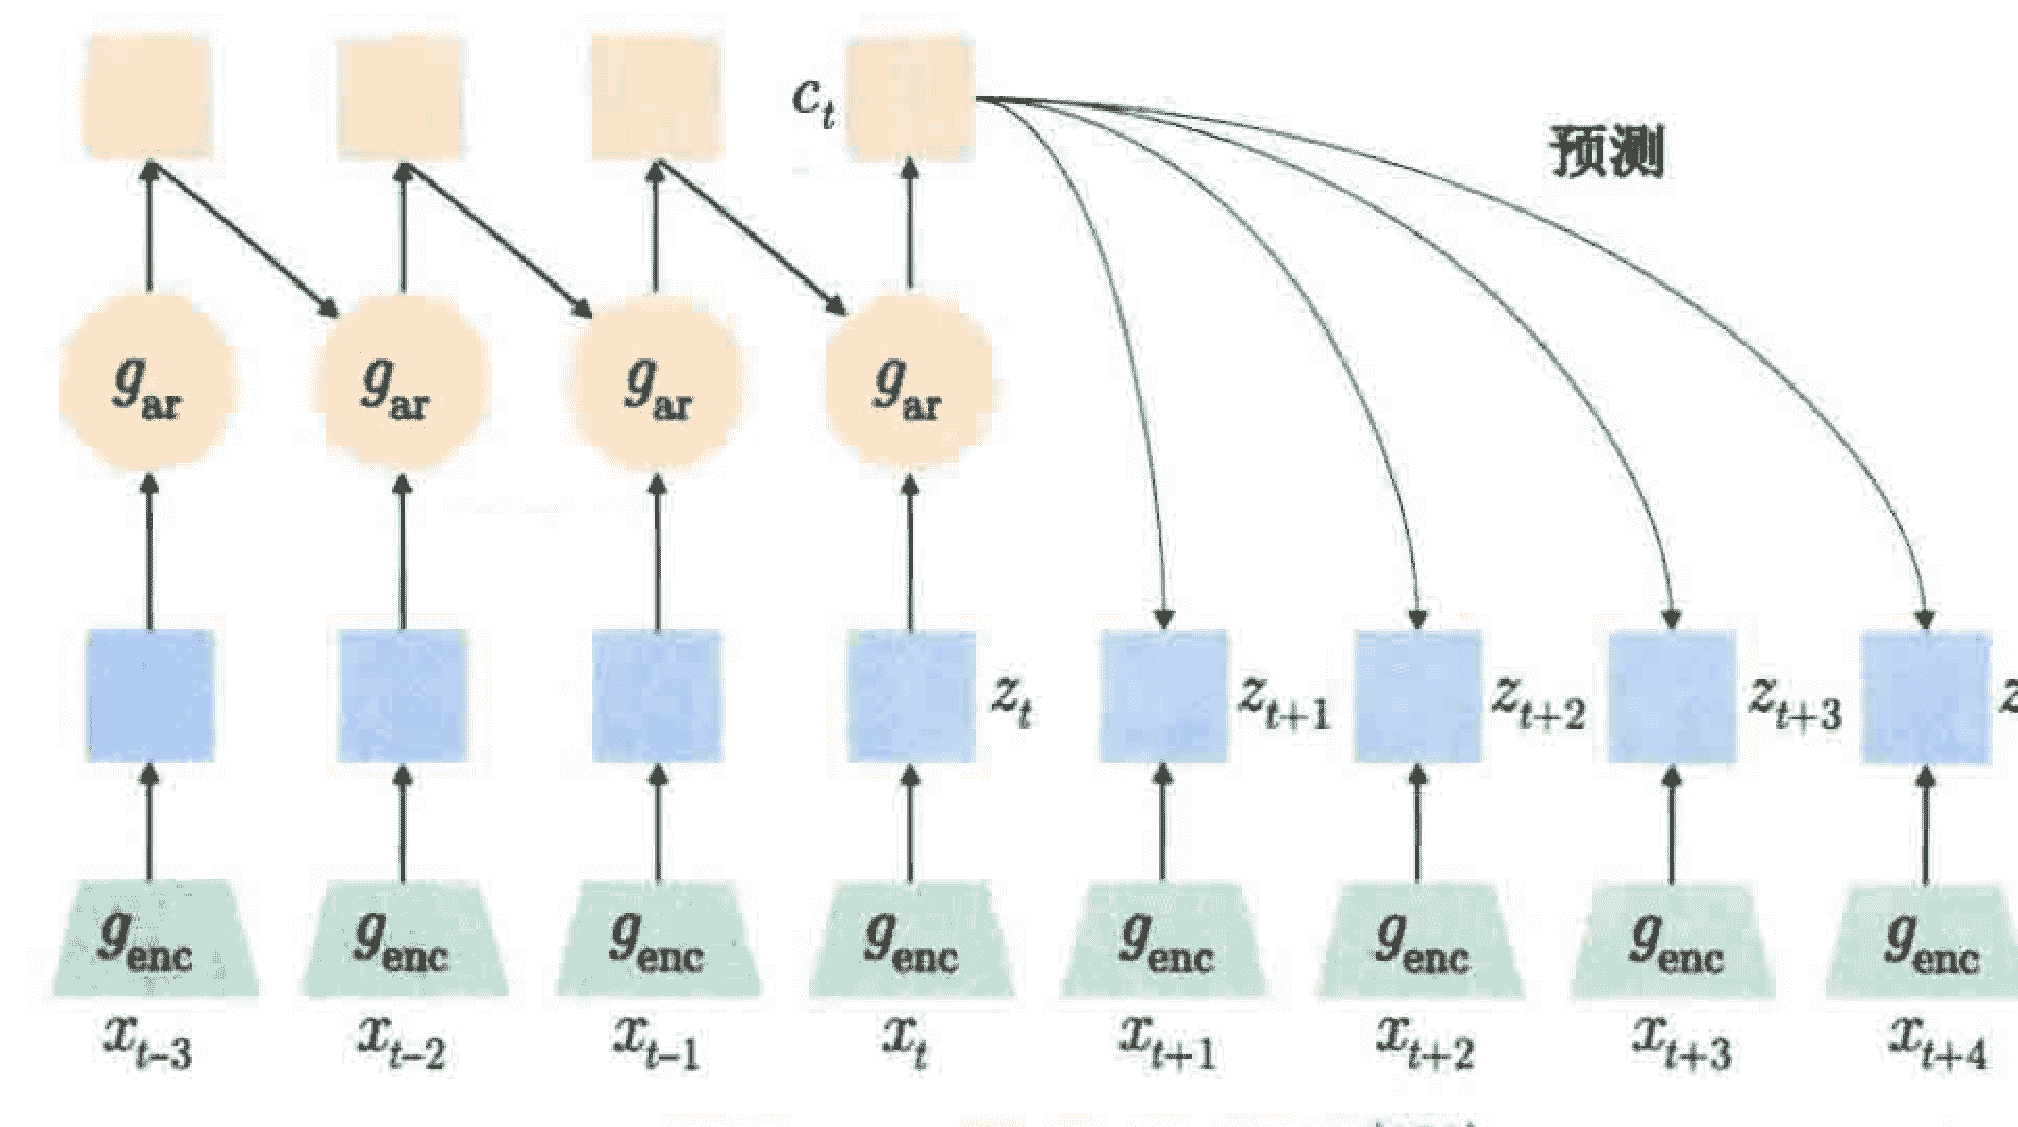 c_t
预测
g_ar g_ar g_ar g_ar
z_t z_{t+1} z_{t+2} z_{t+3}
g_enc g_enc g_enc g_enc g_enc g_enc g_enc g_enc
x_{t-3} x_{t-2} x_{t-1} x_t x_{t+1} x_{t+2} x_{t+3} x_{t+4}